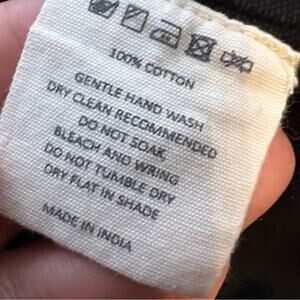 100% COTTON
GENTLE HAND WASH
DRY CLEAN RECOMMENDED
DO NOT SOAK
BLEACH AND WRING
DO NOT TUMBLE DRY
DRY FLAT IN SHADE
MADE IN INDIA